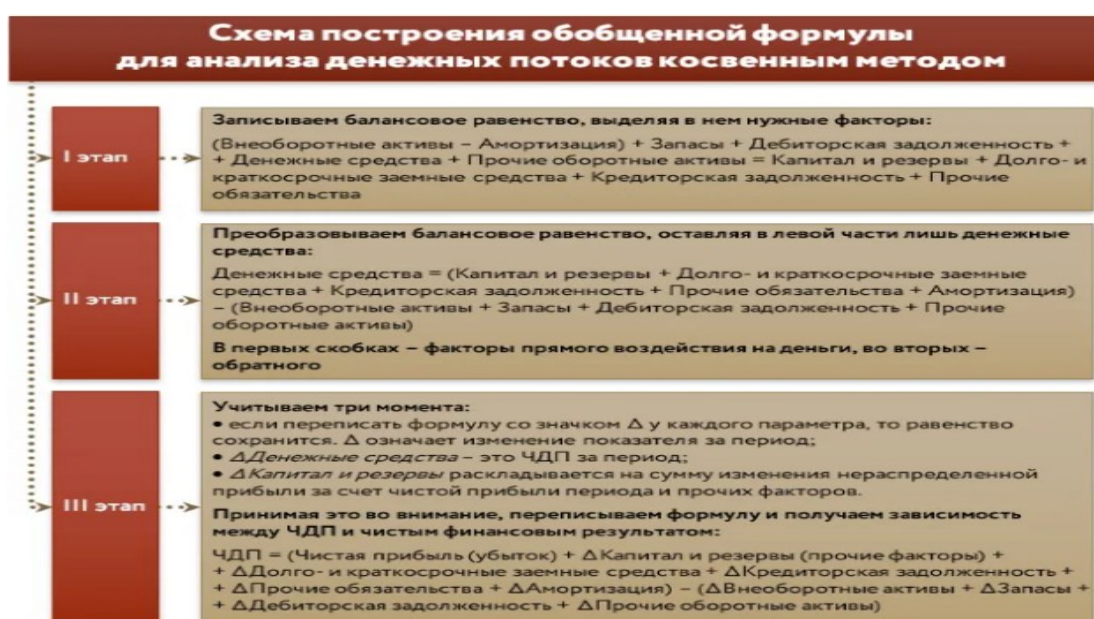 Схема построения обобщенной формулы
для анализа денежных потоков косвенным методом
I этап
Записываем балансовое равенство, выделяя в нем нужные факторы:
(Внеоборотные активы – Амортизация) + Запасы + Дебиторская задолженность +
+ Денежные средства + Прочие оборотные активы = Капитал и резервы + Долго- и
краткосрочные заемные средства + Кредиторская задолженность + Прочие
обязательства
II этап
Преобразовываем балансовое равенство, оставляя в левой части лишь денежные
средства:
Денежные средства = (Капитал и резервы + Долго- и краткосрочные заемные
средства + Кредиторская задолженность + Прочие обязательства + Амортизация)
– (Внеоборотные активы + Запасы + Дебиторская задолженность + Прочие
оборотные активы)
В первых скобках – факторы прямого воздействия на деньги, во вторых –
обратного
III этап
Учитываем три момента:
• если переписать формулу со значком Δ у каждого параметра, то равенство
сохранится. Δ означает изменение показателя за период;
• ΔДенежные средства – это ЧДП за период;
• ΔКапитал и резервы раскладывается на сумму изменения нераспределенной
прибыли за счет чистой прибыли периода и прочих факторов.
Принимая это во внимание, переписываем формулу и получаем зависимость
между ЧДП и чистым финансовым результатом:
ЧДП = (Чистая прибыль (убыток) + ΔКапитал и резервы (прочие факторы) +
+ ΔДолго- и краткосрочные заемные средства + ΔКредиторская задолженность +
+ ΔПрочие обязательства + ΔАмортизация) – (ΔВнеоборотные активы + ΔЗапасы +
+ ΔДебиторская задолженность + ΔПрочие оборотные активы)